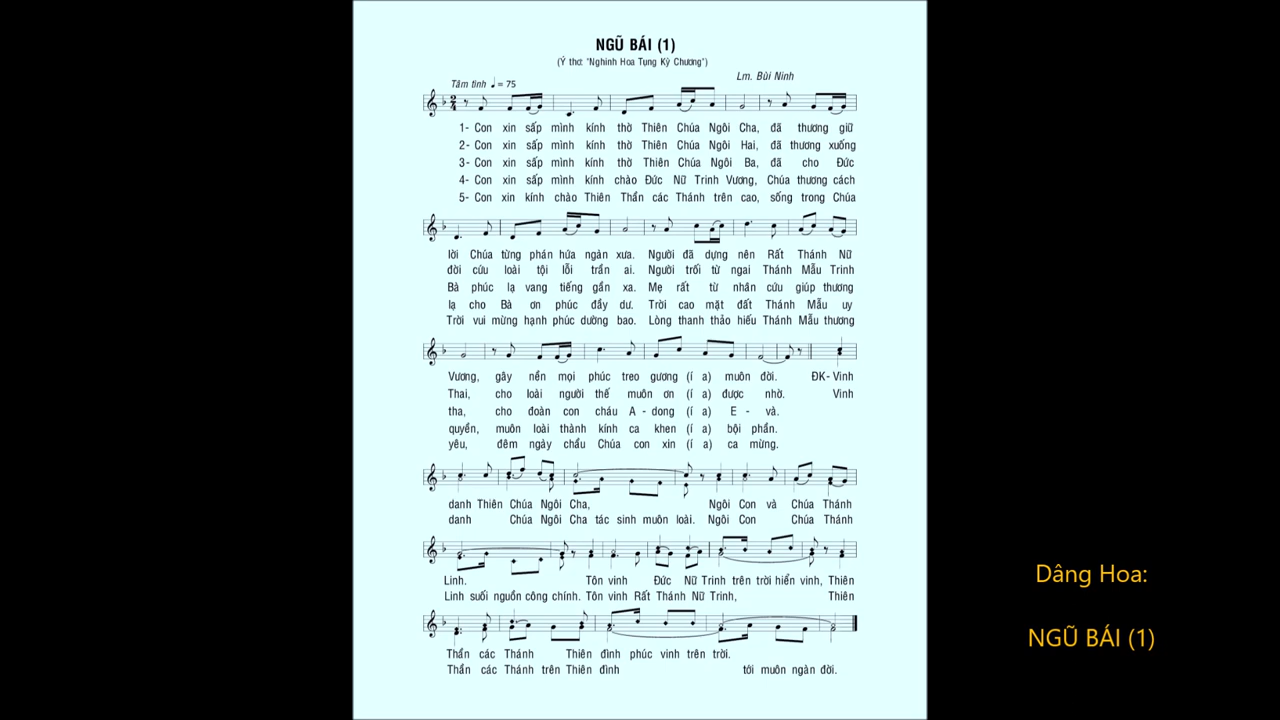 NGŨ BÁI (1)
(Ý thơ: "Nghinh Hoa Tụng Kỳ Chương")
Lm. Bùi Ninh
Tâm tình ♩ = 75
1- Con xin sấp mình kính thờ Thiên Chúa Ngôi Cha, đã thương giữ
2- Con xin sấp mình kính thờ Thiên Chúa Ngôi Hai, đã thương xuống
3- Con xin sấp mình kính thờ Thiên Chúa Ngôi Ba, đã cho Đức
4- Con xin sấp mình kính chào Đức Nữ Trinh Vương, Chúa thương cách
5- Con xin kính chào Thiên Thần các Thánh trên cao, sống trong Chúa
lời Chúa từng phán hứa ngàn xưa. Người đã dựng nên Rất Thánh Nữ
đời cứu loài tội lỗi trần ai. Người trối từ ngai Thánh Mẫu Trinh
Bà phúc lạ vang tiếng gần xa. Mẹ rất từ nhân cứu giúp thương
lạ cho Bà ơn phúc đầy dư. Trời cao mặt đất Thánh Mẫu uy
Trời vui mừng hạnh phúc dường bao. Lòng thanh thảo hiếu Thánh Mẫu thương
Vương, gây nền mọi phúc treo gương (í a) muôn đời. ĐK- Vinh
Thai, cho loài người thế muôn ơn (í a) được nhờ. Vinh
tha, cho đoàn con cháu A - dong (í a) E - và.
quyền, muôn loài thành kính ca khen (í a) bội phần.
yêu, đêm ngày chầu Chúa con xin (í a) ca mừng.
danh Thiên Chúa Ngôi Cha, Ngôi Con và Chúa Thánh
danh Chúa Ngôi Cha tác sinh muôn loài. Ngôi Con Chúa Thánh
Linh. Tôn vinh Đức Nữ Trinh trên trời hiển vinh, Thiên
Linh suối nguồn công chính. Tôn vinh Rất Thánh Nữ Trinh, Thiên
Thần các Thánh Thiên đình phúc vinh trên trời.
Thần các Thánh trên Thiên đình tới muôn ngàn đời.
Dâng Hoa:
NGŨ BÁI (1)